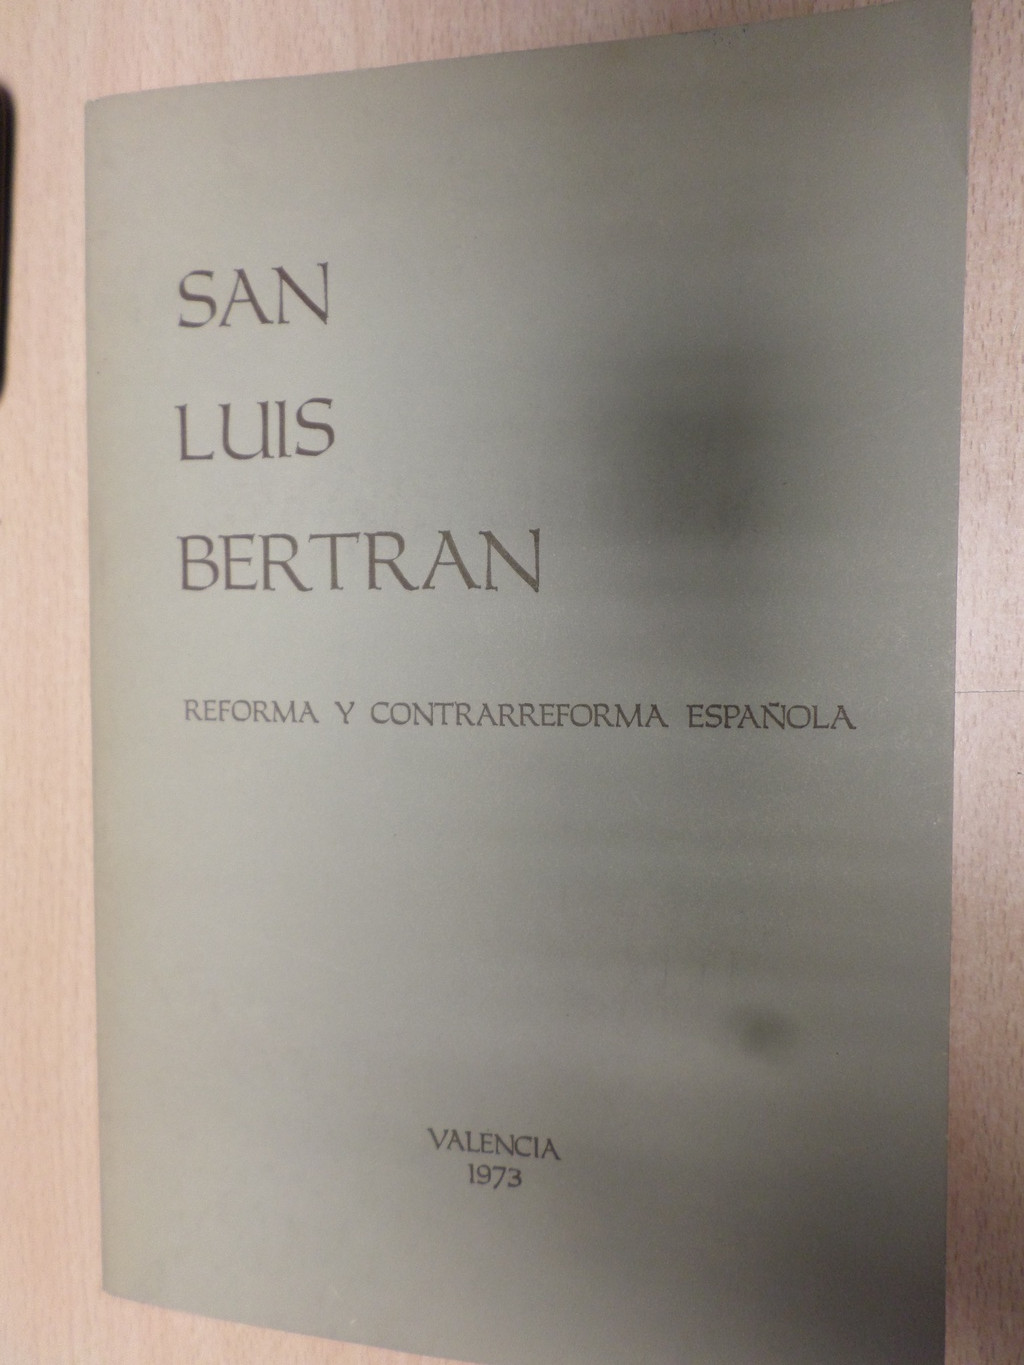 SAN
LUIS
BERTRAN
REFORMA Y CONTRARREFORMA ESPAÑOLA
VALENCIA
1973